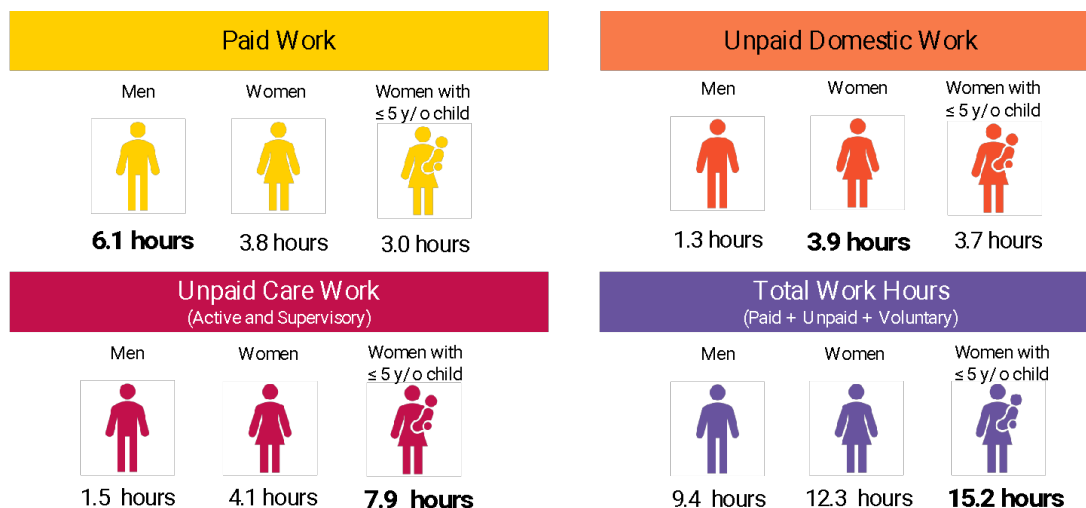 Paid Work
Men
Women
Women with
≤ 5 y/o child
6.1 hours
3.8 hours
3.0 hours
Unpaid Domestic Work
Men
Women
Women with
≤ 5 y/o child
1.3 hours
3.9 hours
3.7 hours
Unpaid Care Work
(Active and Supervisory)
Men
Women
Women with
≤ 5 y/o child
1.5 hours
4.1 hours
7.9 hours
Total Work Hours
(Paid + Unpaid + Voluntary)
Men
Women
Women with
≤ 5 y/o child
9.4 hours
12.3 hours
15.2 hours